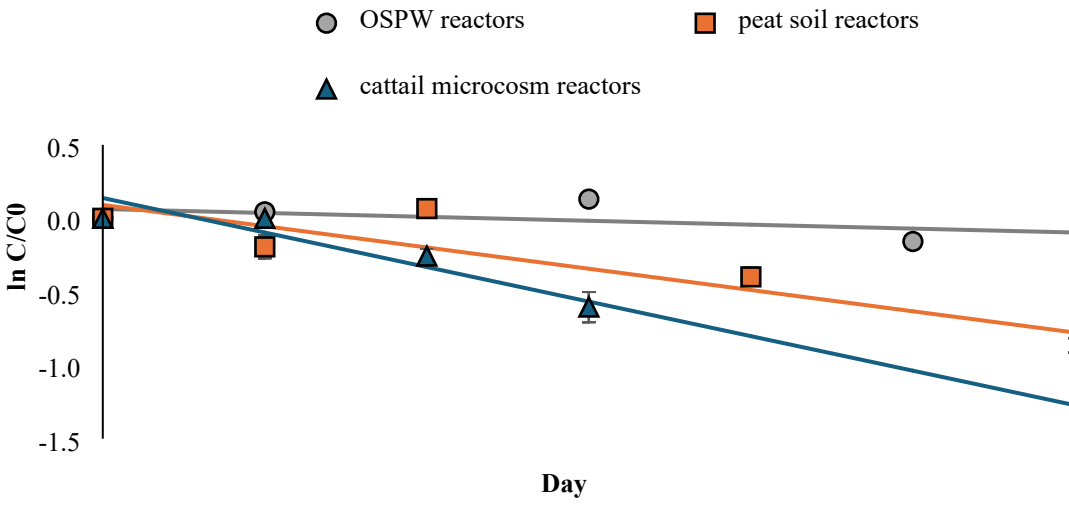 OSPW reactors
peat soil reactors
cattail microcosm reactors
0.5
0.0
-0.5
-1.0
-1.5
ln C/C0
Day